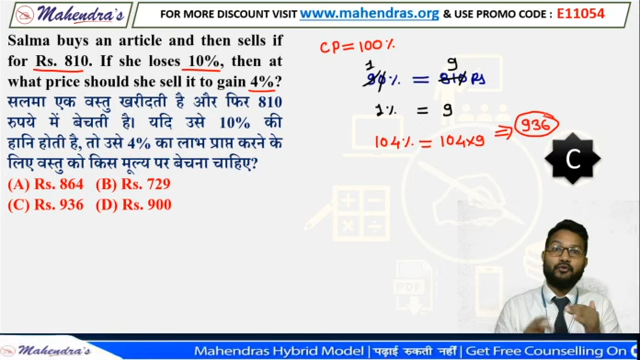 Mahendra's
FOR MORE DISCOUNT VISIT www.mahendras.org & USE PROMO CODE : E11054
Salma buys an article and then sells if
for Rs. 810. If she loses 10%, then at
what price should she sell it to gain 4%?
सलमा एक वस्तु खरीदती है और फिर 810
रुपये में बेचती है। यदि उसे 10% की
हानि होती है, तो उसे 4% का लाभ प्राप्त करने के
लिए वस्तु को किस मूल्य पर बेचना चाहिए?
(A) Rs. 864 (B) Rs. 729
(C) Rs. 936 (D) Rs. 900
CP = 100%
1 9
90% = 810 Rs
1% = 9
104% = 104×9 ⇒ 936
C
Mahendra's
Mahendra's Hybrid Model | "पढ़ाई रुकती नहीं" | Get Free Counselling On